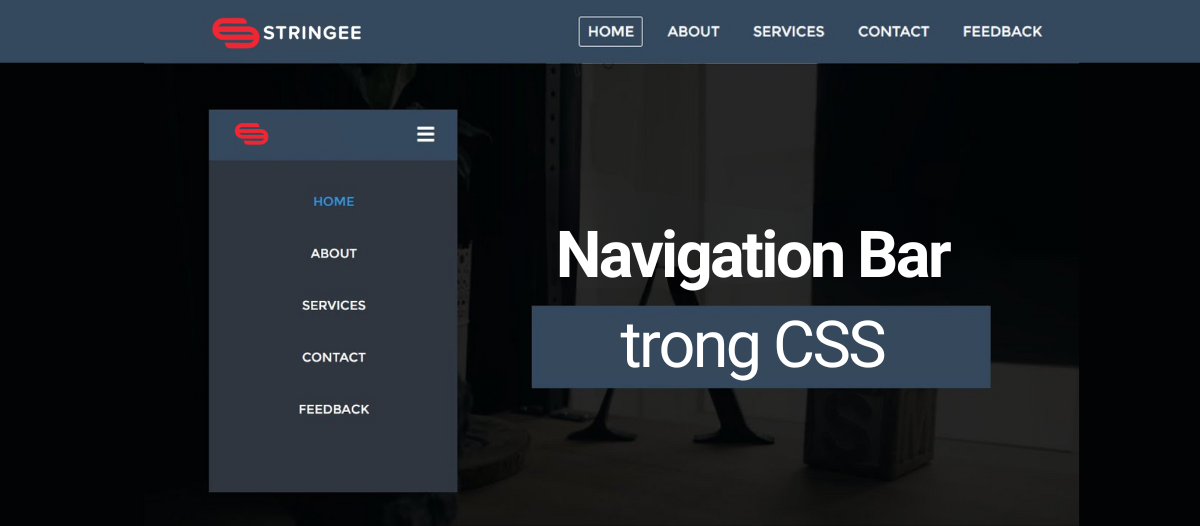 STRINGEE
HOME ABOUT SERVICES CONTACT FEEDBACK
HOME
ABOUT
SERVICES
CONTACT
FEEDBACK
Navigation Bar
trong CSS